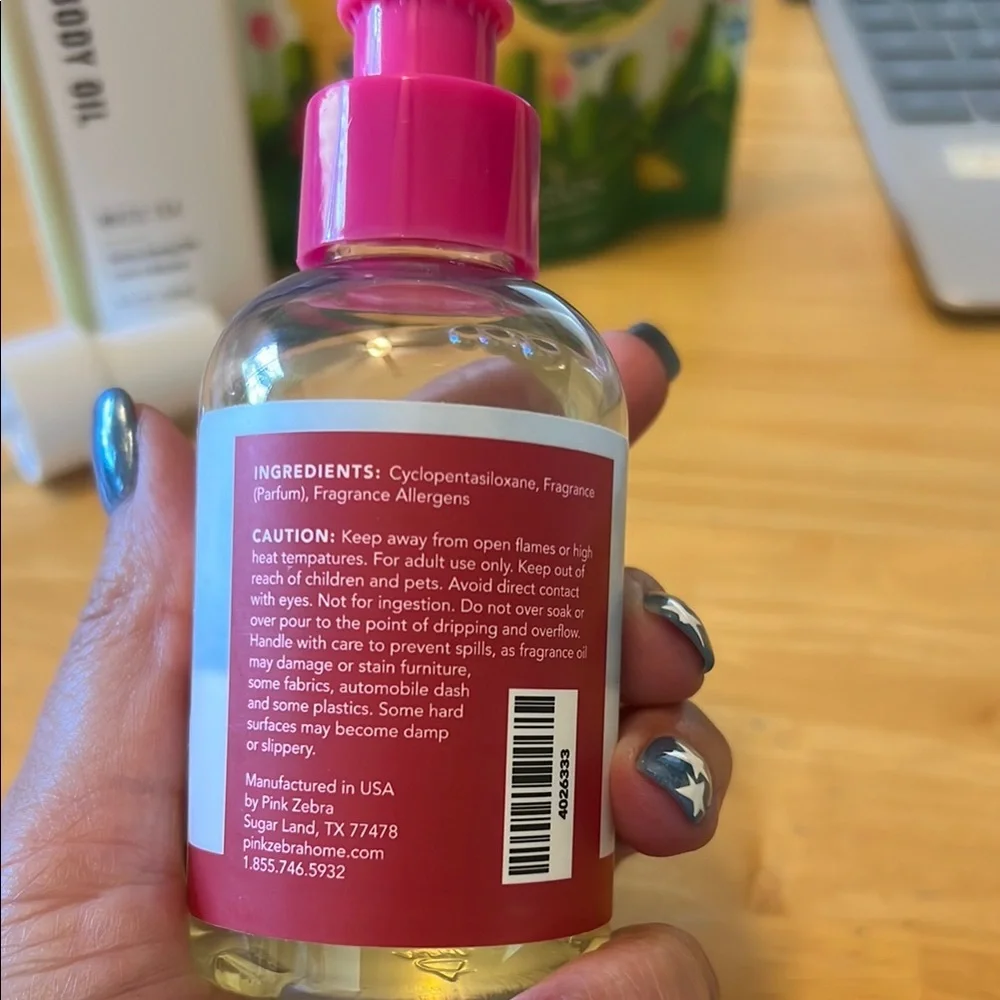 BODY OIL
INGREDIENTS: Cyclopentasiloxane, Fragrance
(Parfum), Fragrance Allergens
CAUTION: Keep away from open flames or high
heat tempatures. For adult use only. Keep out of
reach of children and pets. Avoid direct contact
with eyes. Not for ingestion. Do not over soak or
over pour to the point of dripping and overflow.
Handle with care to prevent spills, as fragrance oil
may damage or stain furniture,
some fabrics, automobile dash
and some plastics. Some hard
surfaces may become damp
or slippery.
Manufactured in USA
by Pink Zebra
Sugar Land, TX 77478
pinkzebrahome.com
1.855.746.5932
4026333